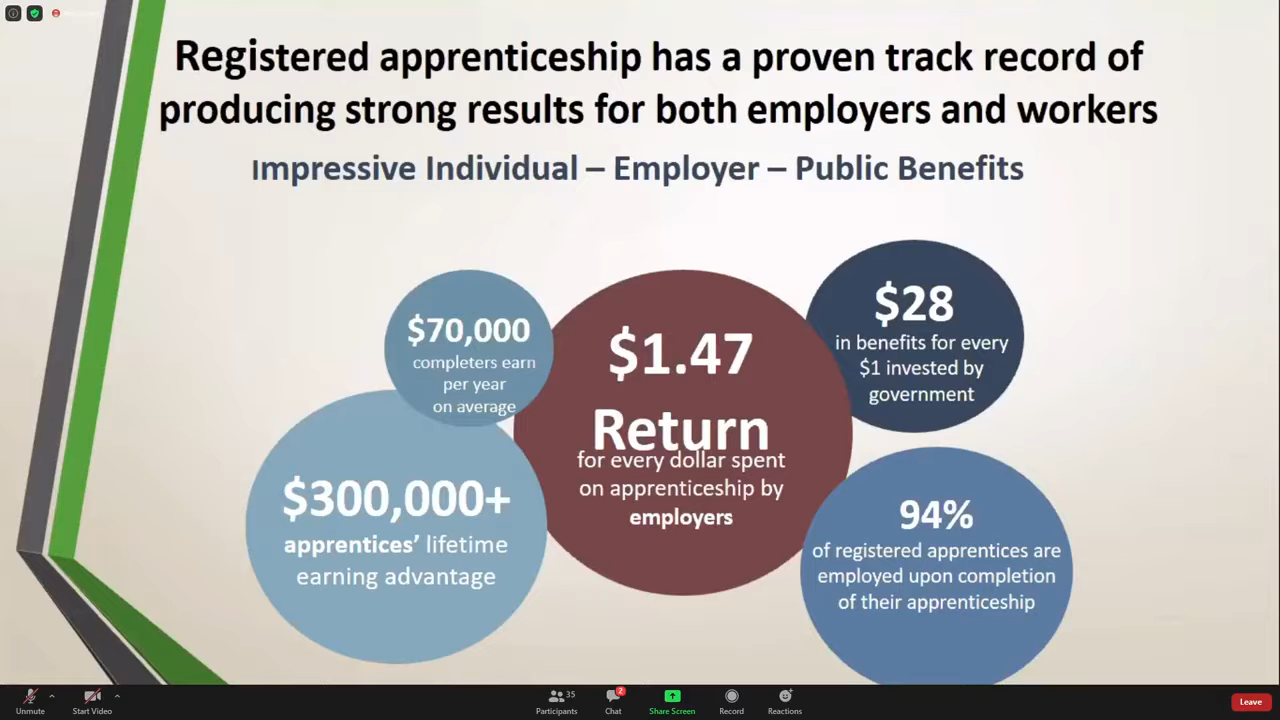 Registered apprenticeship has a proven track record of
producing strong results for both employers and workers
Impressive Individual – Employer – Public Benefits
$70,000
completers earn
per year
on average
$300,000+
apprentices’ lifetime
earning advantage
$1.47
Return
for every dollar spent
on apprenticeship by
employers
$28
in benefits for every
$1 invested by
government
94%
of registered apprentices are
employed upon completion
of their apprenticeship
Unmute
Start Video
Participants
35
Chat
2
Share Screen
Record
Reactions
Leave